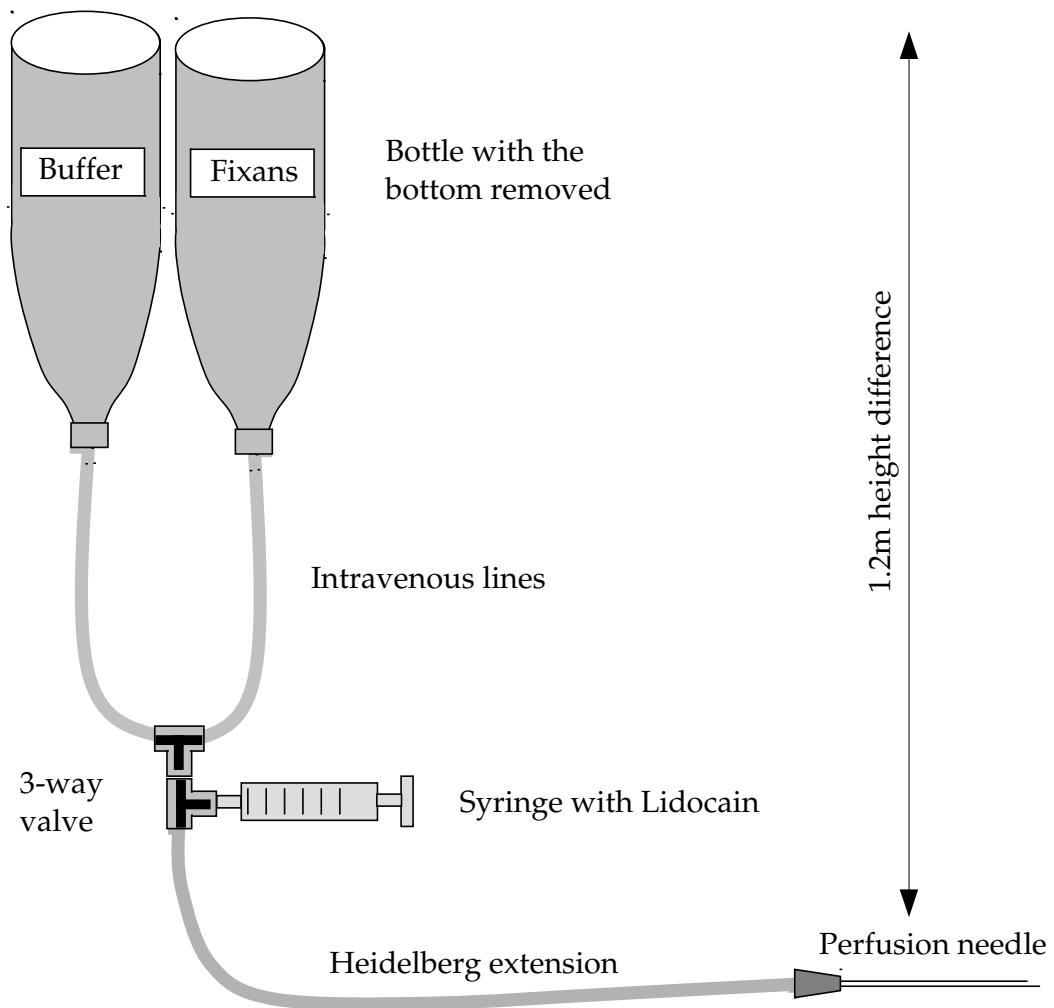 Buffer
Fixans
Bottle with the
bottom removed
1.2m height difference
Intravenous lines
3-way
valve
Syringe with Lidocain
Heidelberg extension
Perfusion needle